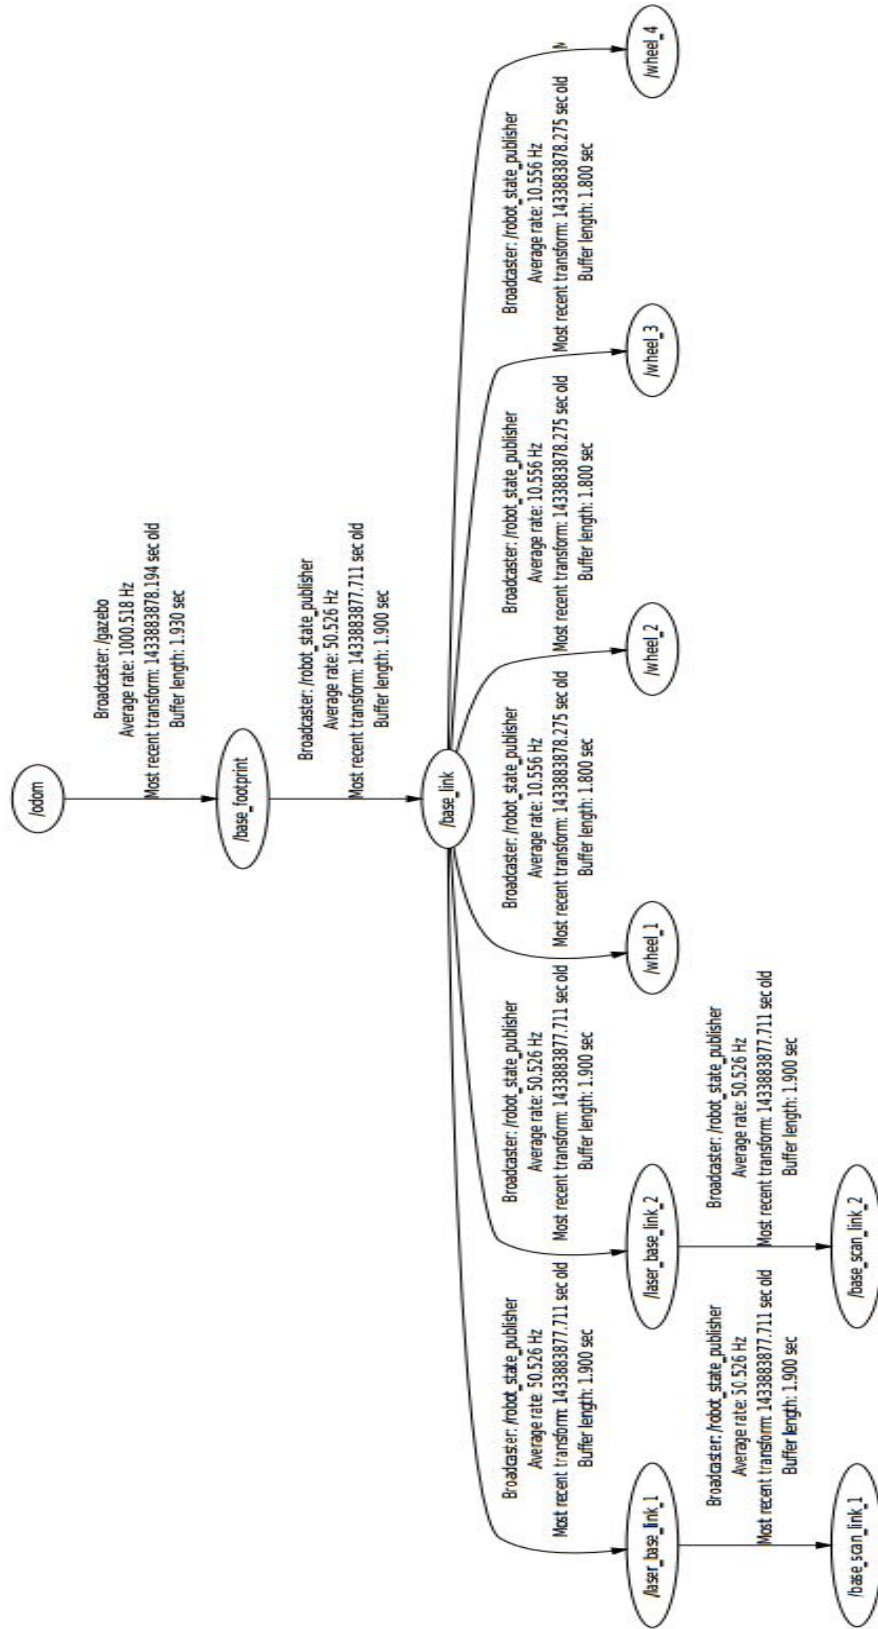 /odom
Broadcaster: /gazebo
Average rate: 1000.518 Hz
Most recent transform: 1433883878.194 sec old
Buffer length: 1.930 sec
/base_footprint
Broadcaster: /robot_state_publisher
Average rate: 50.526 Hz
Most recent transform: 1433883877.711 sec old
Buffer length: 1.900 sec
/base_link
Broadcaster: /robot_state_publisher
Average rate: 50.526 Hz
Most recent transform: 1433883877.711 sec old
Buffer length: 1.900 sec
Broadcaster: /robot_state_publisher
Average rate: 50.526 Hz
Most recent transform: 1433883877.711 sec old
Buffer length: 1.900 sec
Broadcaster: /robot_state_publisher
Average rate: 10.556 Hz
Most recent transform: 1433883878.275 sec old
Buffer length: 1.800 sec
Broadcaster: /robot_state_publisher
Average rate: 10.556 Hz
Most recent transform: 1433883878.275 sec old
Buffer length: 1.800 sec
Broadcaster: /robot_state_publisher
Average rate: 10.556 Hz
Most recent transform: 1433883878.275 sec old
Buffer length: 1.800 sec
/laser_base_link_1
/laser_base_link_2
/wheel_1
/wheel_2
/wheel_3
/wheel_4
Broadcaster: /robot_state_publisher
Average rate: 50.526 Hz
Most recent transform: 1433883877.711 sec old
Buffer length: 1.900 sec
Broadcaster: /robot_state_publisher
Average rate: 50.526 Hz
Most recent transform: 1433883877.711 sec old
Buffer length: 1.900 sec
/base_scan_link_1
/base_scan_link_2